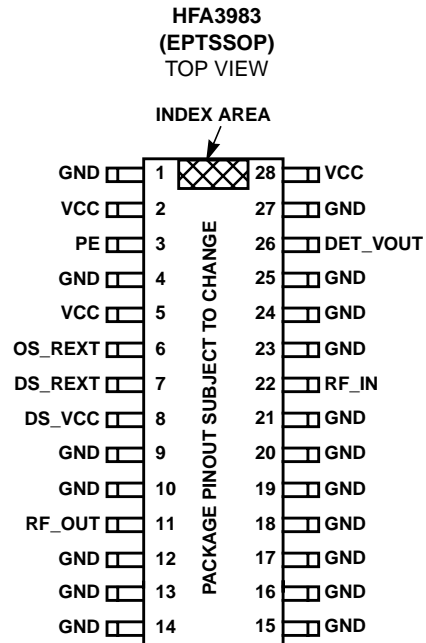 HFA3983
(EPTSSOP)
TOP VIEW
INDEX AREA
GND 1 28 VCC
VCC 2 27 GND
PE 3 26 DET_VOUT
GND 4 25 GND
VCC 5 24 GND
OS_REXT 6 23 GND
DS_REXT 7 22 RF_IN
DS_VCC 8 21 GND
GND 9 20 GND
GND 10 19 GND
RF_OUT 11 18 GND
GND 12 17 GND
GND 13 16 GND
GND 14 15 GND
PACKAGE PINOUT SUBJECT TO CHANGE